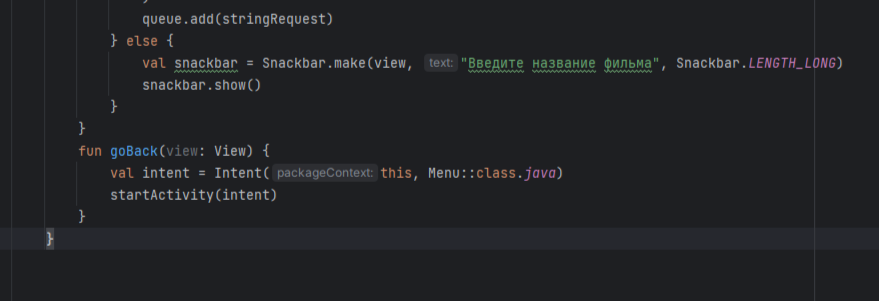 queue.add(stringRequest)
} else {
val snackbar = Snackbar.make(view, text: "Введите название фильма", Snackbar.LENGTH_LONG)
snackbar.show()
}
}
fun goBack(view: View) {
val intent = Intent( packageContext: this, Menu::class.java)
startActivity(intent)
}
}